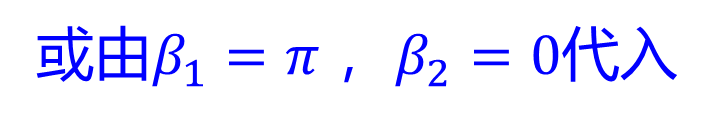 或由β₁ = π， β₂ = 0代入